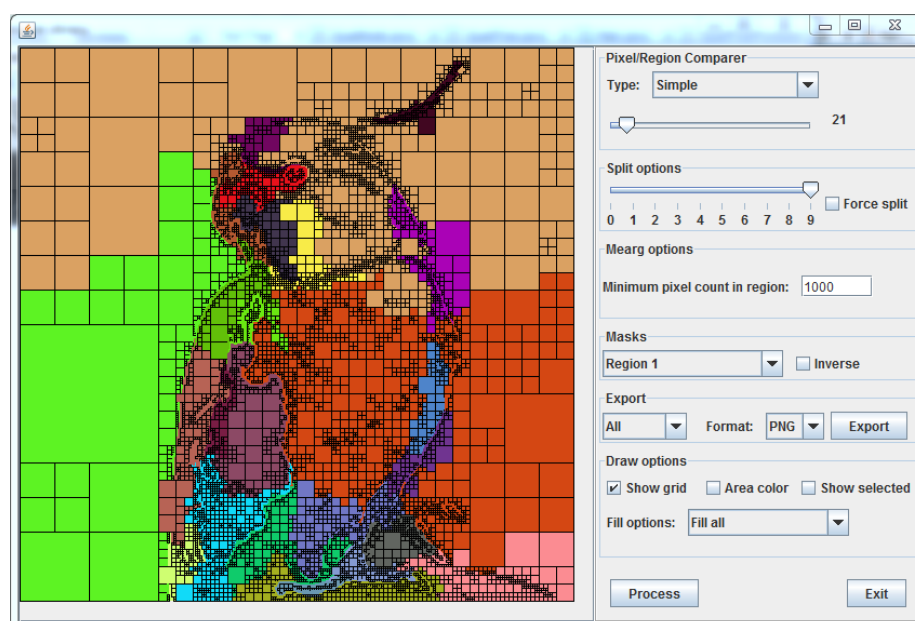 Pixel/Region Comparer
Type: Simple
21
Split options
Force split
0 1 2 3 4 5 6 7 8 9
Mearg options
Minimum pixel count in region: 1000
Masks
Region 1 Inverse
Export
All Format: PNG Export
Draw options
Show grid Area color Show selected
Fill options: Fill all
Process Exit